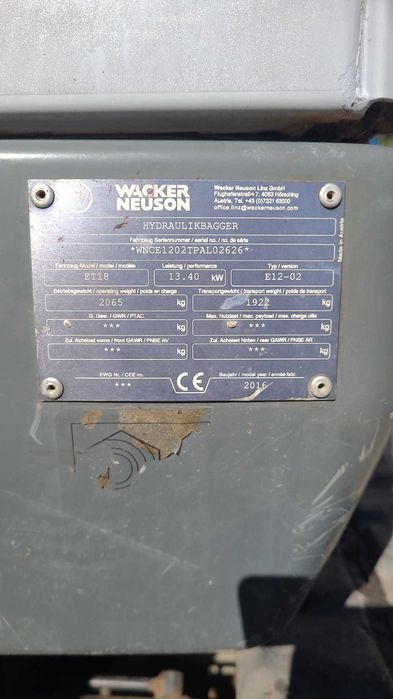 WACKER
NEUSON
Wacker Neuson Linz GmbH
Flughafenstraße 7, 4063 Hörsching
Austria, Tel. +43 (0)7221 63000
office.linz@wackerneuson.com
HYDRAULIKBAGGER
Fahrzeug Seriennummer / serial no. / no. de série
*WNCE1202TPAL02626*
Made in Austria
Fahrzeug-Model / model / modèle
Leistung / performance
Typ / version
ET18
13.40 kW
E12-02
Betriebsgewicht / operating weight / poids en charge
Transportgewicht / transport weight / poids en charge
2065 kg
1922 kg
G. Gew. / GWR / PTAC
Max. Nutzlast / max. payload / max. charge utile
*** kg
*** kg
Zul. Achslast vorne / front GAWR / PNBE AV
Zul. Achslast hinten / rear GAWR / PNBE AR
*** kg
*** kg
EWG Nr. / CEE no.
***
CE
Baujahr / model year / année fabr.
2016